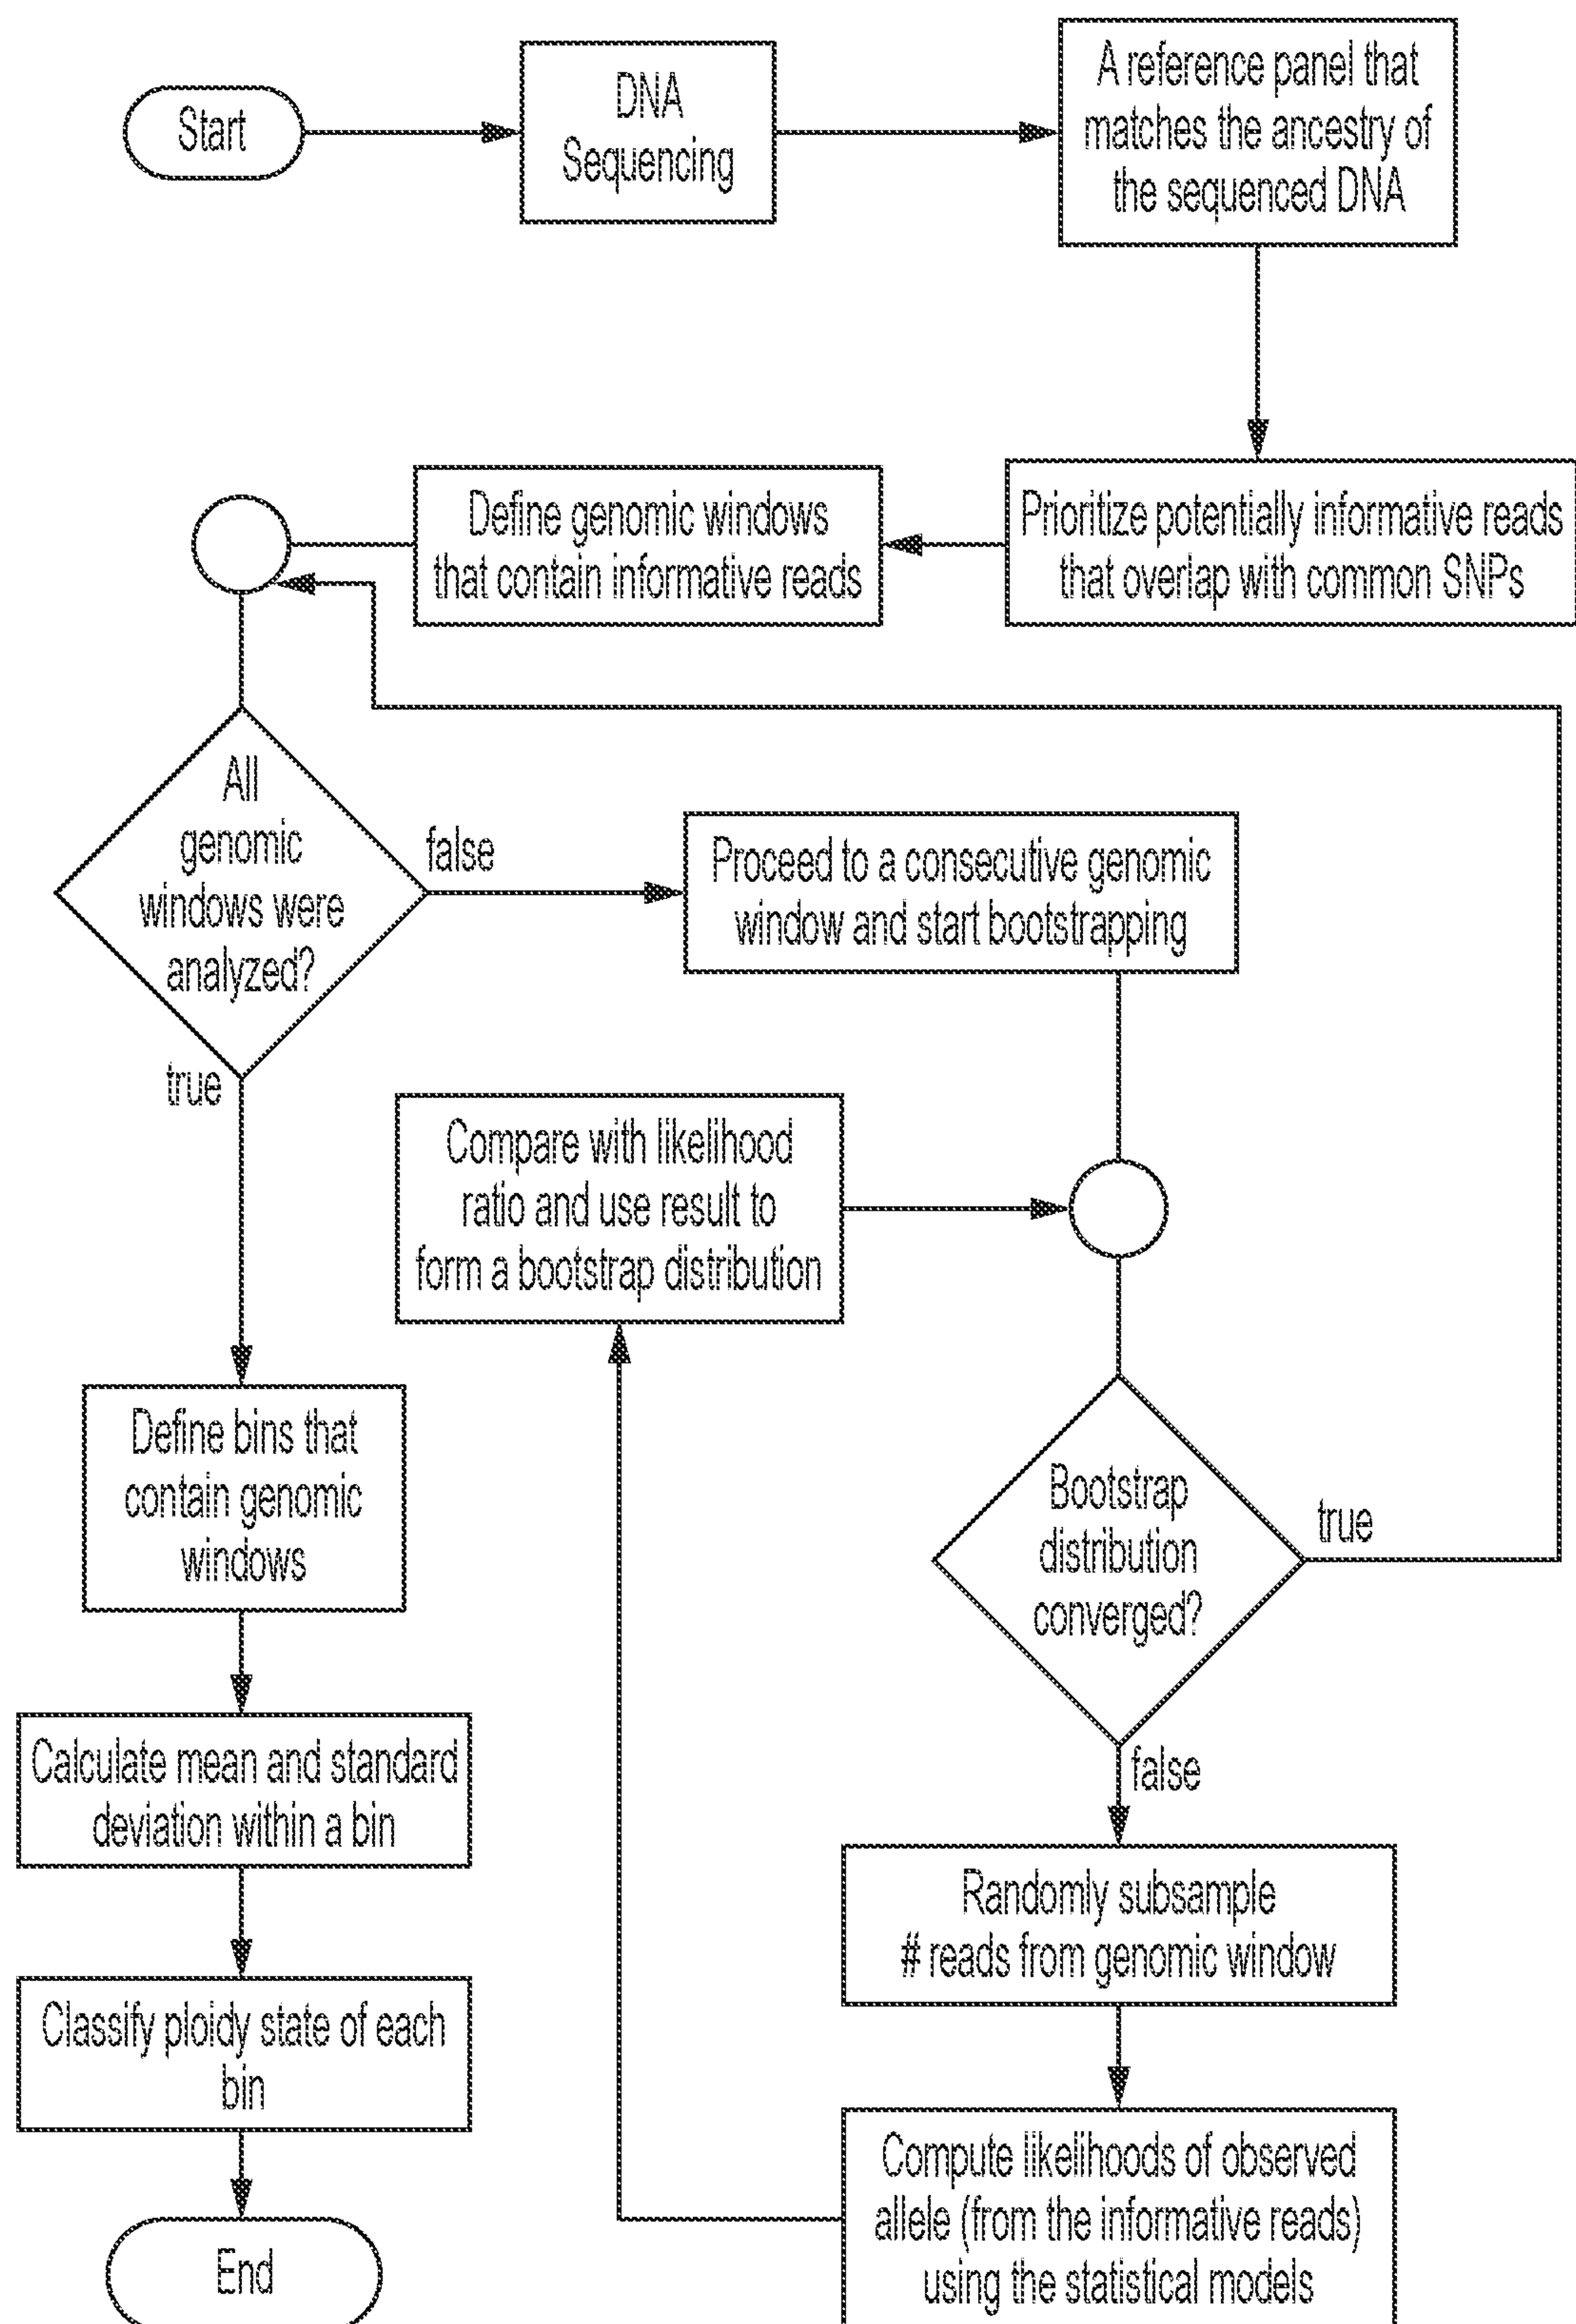 Start
DNA
Sequencing
A reference panel that
matches the ancestry of
the sequenced DNA
Prioritize potentially informative reads
that overlap with common SNPs
Define genomic windows
that contain informative reads
All
genomic
windows were
analyzed?
false
Proceed to a consecutive genomic
window and start bootstrapping
true
Compare with likelihood
ratio and use result to
form a bootstrap distribution
Bootstrap
distribution
converged?
true
false
Randomly subsample
# reads from genomic window
Compute likelihoods of observed
allele (from the informative reads)
using the statistical models
Define bins that
contain genomic
windows
Calculate mean and standard
deviation within a bin
Classify ploidy state of each
bin
End